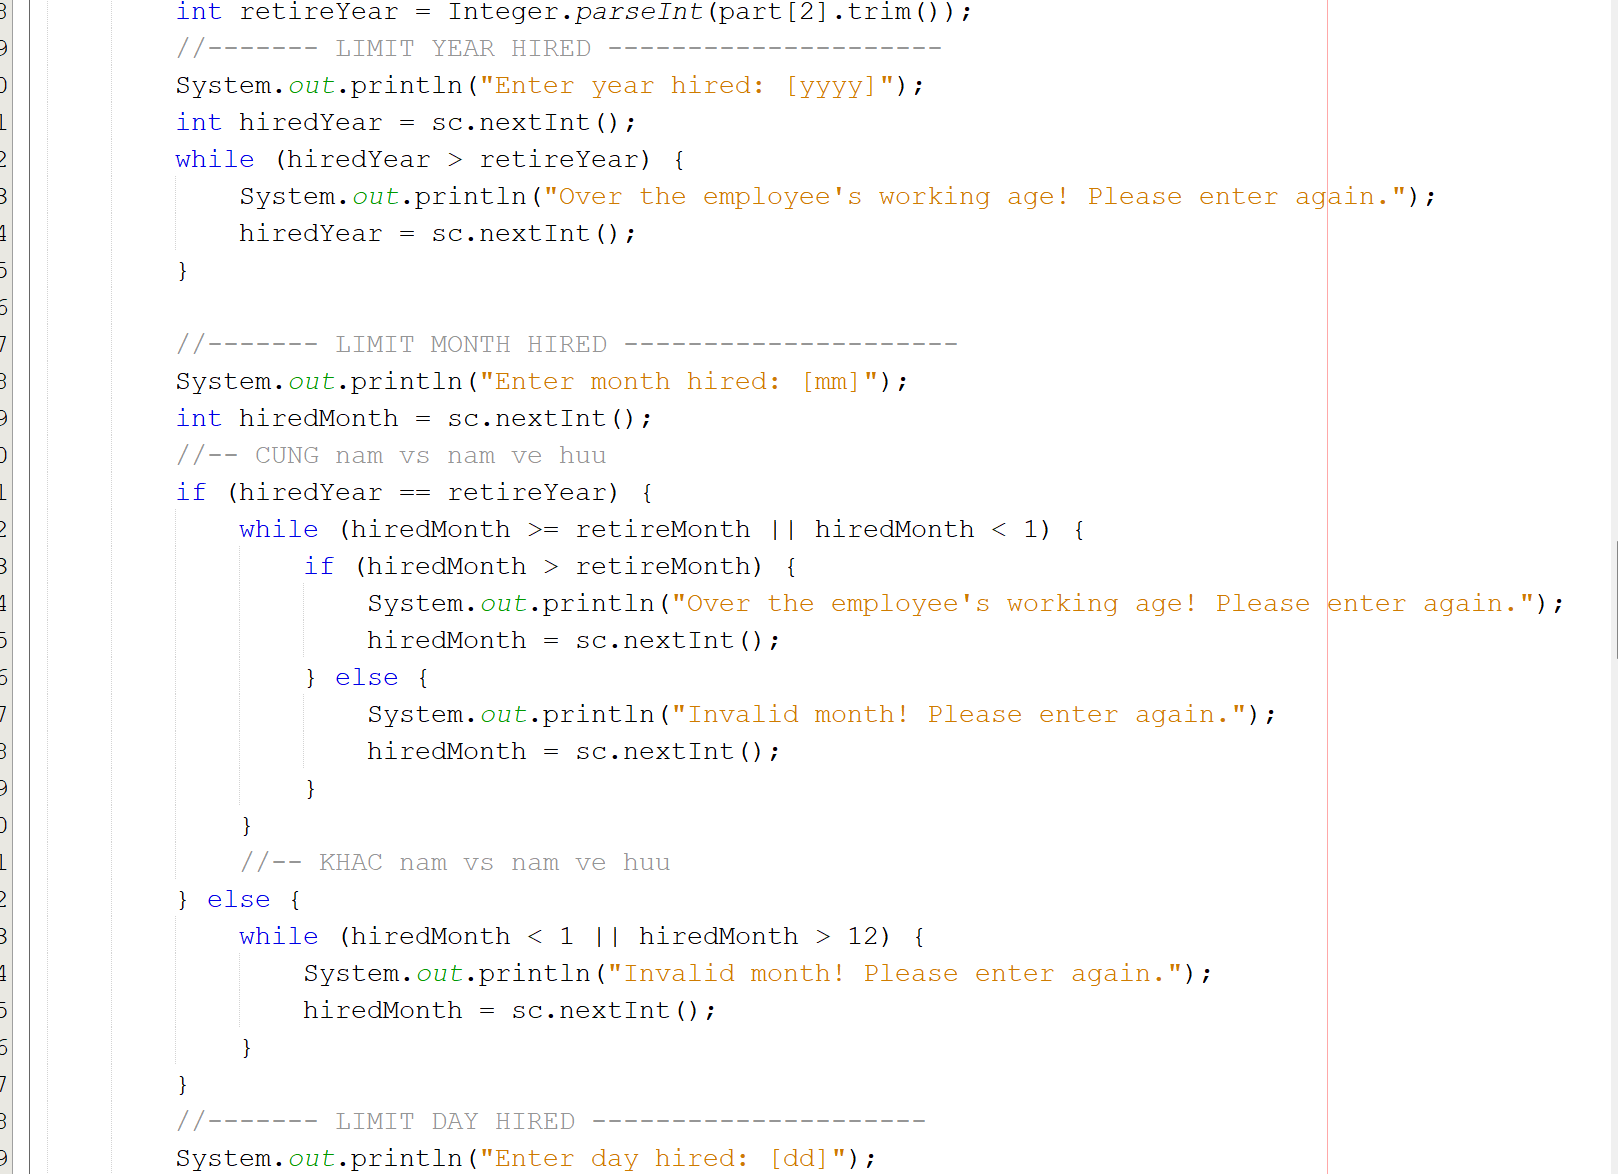 int retireYear = Integer.parseInt(part[2].trim());
//------- LIMIT YEAR HIRED ---------------------
System.out.println("Enter year hired: [yyyy]");
int hiredYear = sc.nextInt();
while (hiredYear > retireYear) {
System.out.println("Over the employee's working age! Please enter again.");
hiredYear = sc.nextInt();
}
//------- LIMIT MONTH HIRED ---------------------
System.out.println("Enter month hired: [mm]");
int hiredMonth = sc.nextInt();
//-- CUNG nam vs nam ve huu
if (hiredYear == retireYear) {
while (hiredMonth >= retireMonth || hiredMonth < 1) {
if (hiredMonth > retireMonth) {
System.out.println("Over the employee's working age! Please enter again.");
hiredMonth = sc.nextInt();
} else {
System.out.println("Invalid month! Please enter again.");
hiredMonth = sc.nextInt();
}
}
//-- KHAC nam vs nam ve huu
} else {
while (hiredMonth < 1 || hiredMonth > 12) {
System.out.println("Invalid month! Please enter again.");
hiredMonth = sc.nextInt();
}
}
//------- LIMIT DAY HIRED ---------------------
System.out.println("Enter day hired: [dd]");